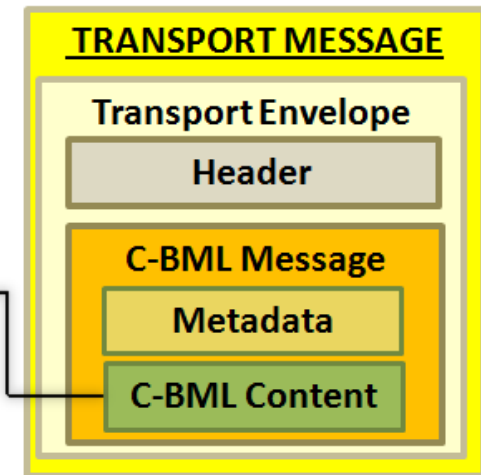 TRANSPORT MESSAGE
Transport Envelope
Header
C-BML Message
Metadata
C-BML Content